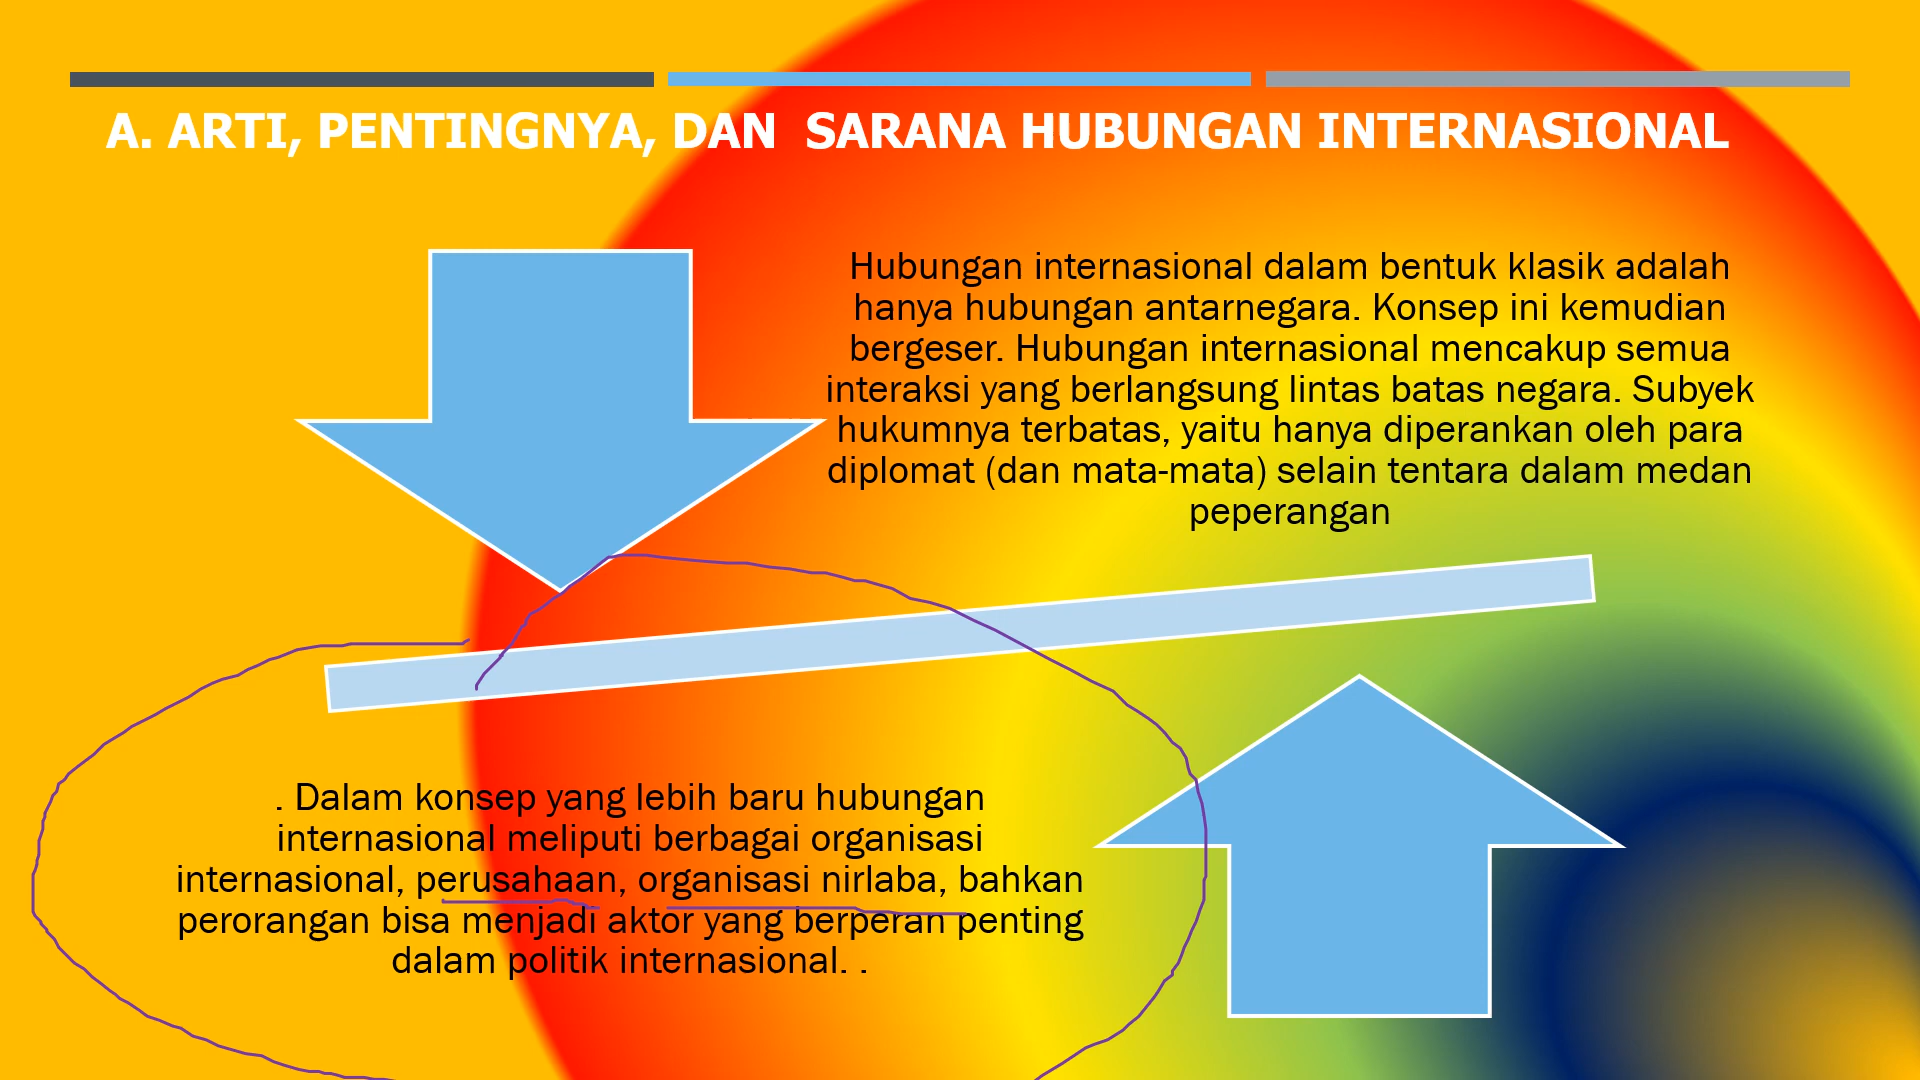 A. ARTI, PENTINGNYA, DAN  SARANA HUBUNGAN INTERNASIONAL
Hubungan internasional dalam bentuk klasik adalah
hanya hubungan antarnegara. Konsep ini kemudian
bergeser. Hubungan internasional mencakup semua
interaksi yang berlangsung lintas batas negara. Subyek
hukumnya terbatas, yaitu hanya diperankan oleh para
diplomat (dan mata-mata) selain tentara dalam medan
peperangan
. Dalam konsep yang lebih baru hubungan
internasional meliputi berbagai organisasi
internasional, perusahaan, organisasi nirlaba, bahkan
perorangan bisa menjadi aktor yang berperan penting
dalam politik internasional. .